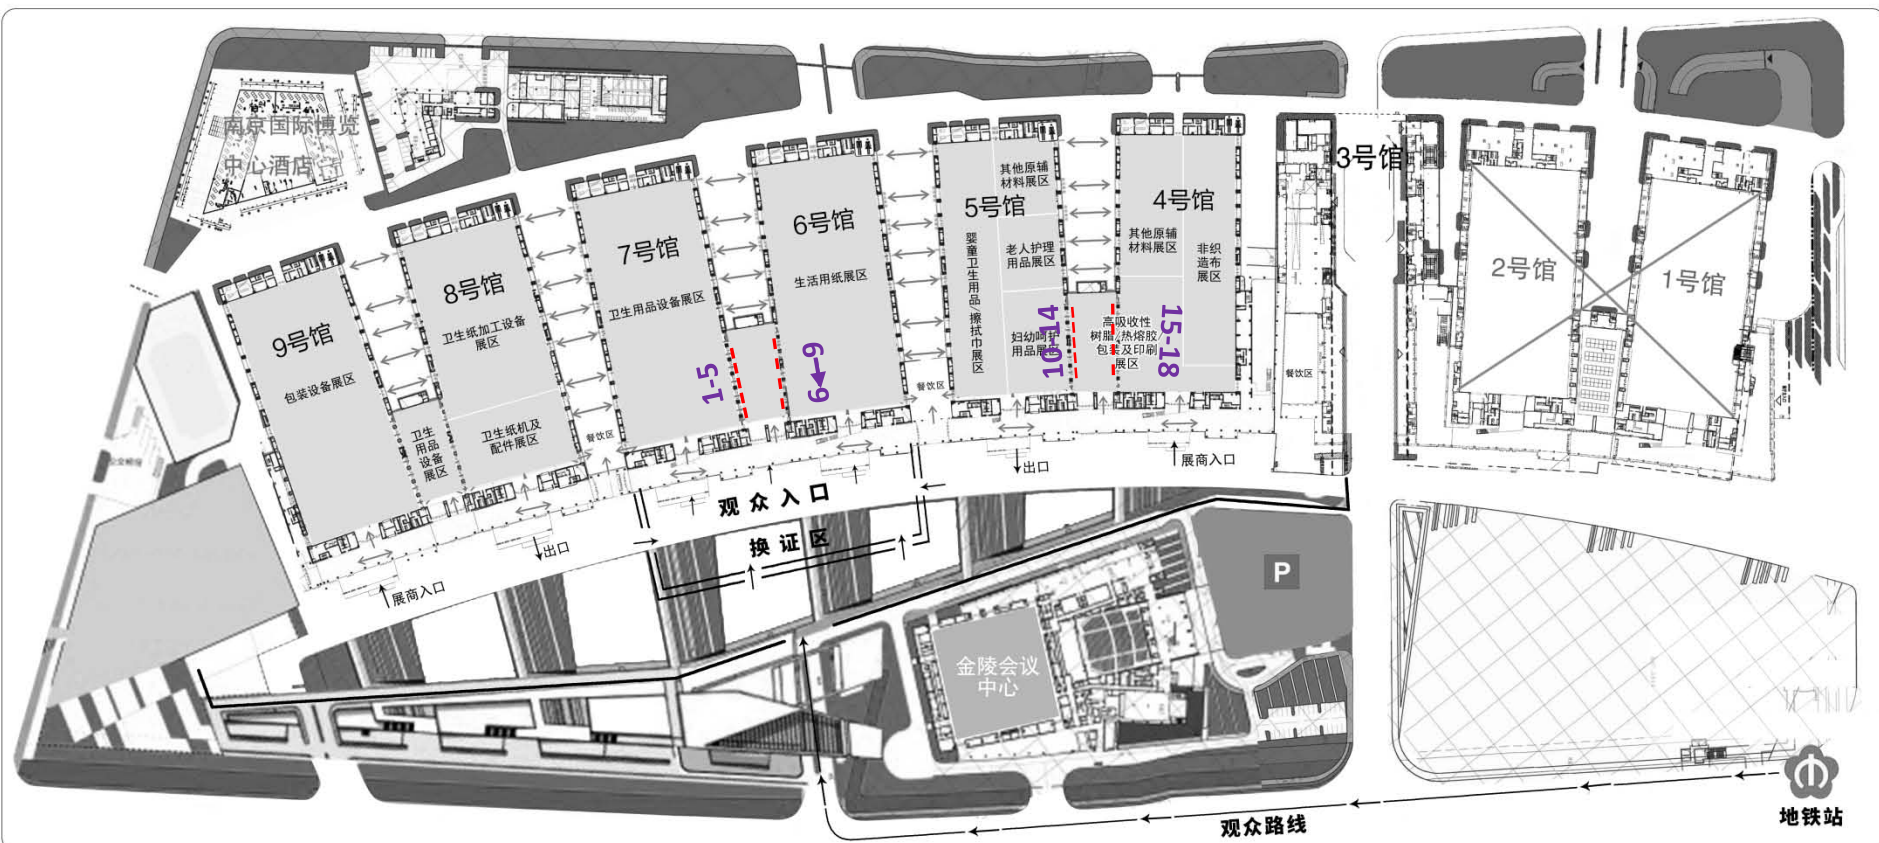 南京国际博览
中心酒店
9号馆
包装设备展区
8号馆
卫生纸加工设备
展区
卫生
用品
设备
展区
卫生纸机及
配件展区
7号馆
卫生用品设备展区
餐饮区
1-5
6号馆
生活用纸展区
6-9
餐饮区
5号馆
其他原辅
材料展区
婴童卫生用品/擦拭巾展区
老人护理
用品展区
妇幼呵护
用品展区
10-14
4号馆
其他原辅
材料展区
非织
造布
展区
高吸收性
树脂/热熔胶/
包装及印刷
展区
15-18
餐饮区
3号馆
2号馆
1号馆
展商入口
出口
观众入口
换证区
出口
展商入口
P
金陵会议
中心
观众路线
地铁站